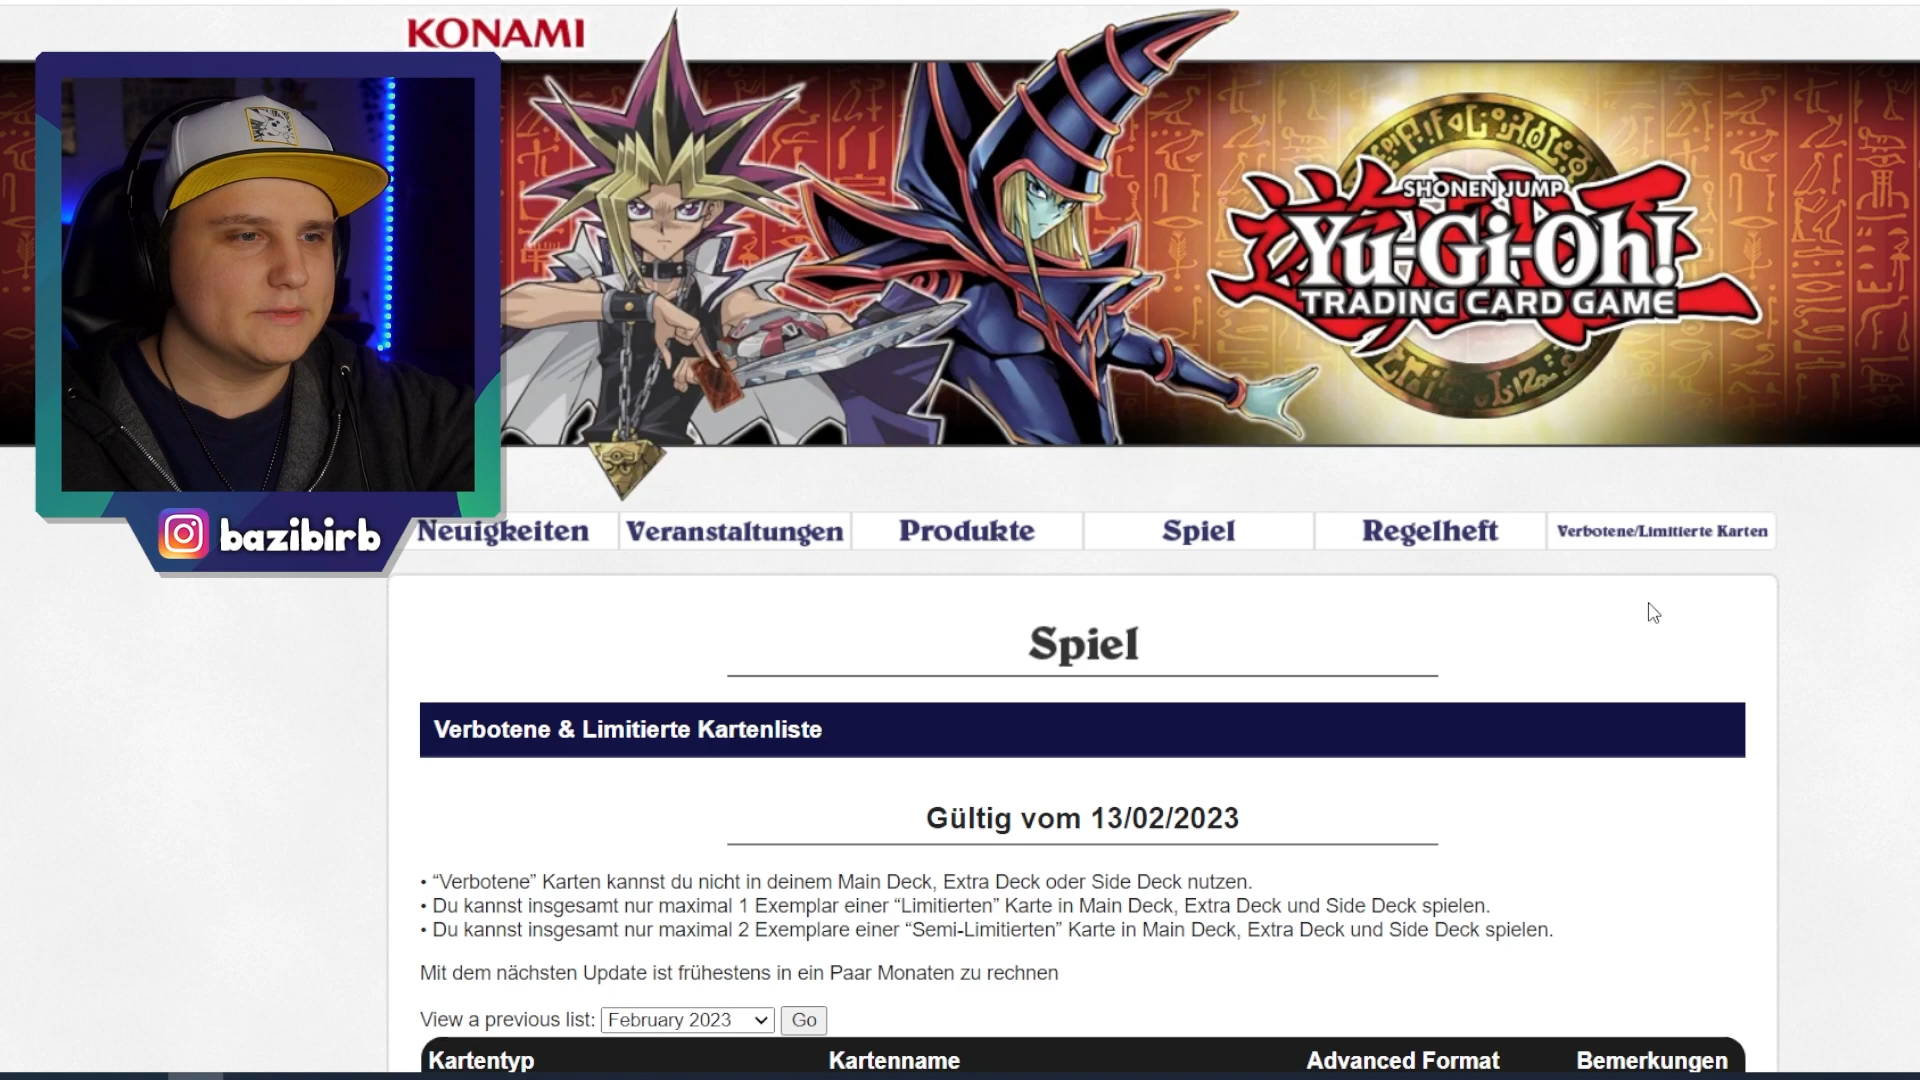 KONAMI
SHONEN JUMP
Yu-Gi-Oh!
TRADING CARD GAME
bazibirb
Neuigkeiten
Veranstaltungen
Produkte
Spiel
Regelheft
Verbotene/Limitierte Karten
Spiel
Verbotene & Limitierte Kartenliste
Gültig vom 13/02/2023
• “Verbotene” Karten kannst du nicht in deinem Main Deck, Extra Deck oder Side Deck nutzen.
• Du kannst insgesamt nur maximal 1 Exemplar einer “Limitierten” Karte in Main Deck, Extra Deck und Side Deck spielen.
• Du kannst insgesamt nur maximal 2 Exemplare einer “Semi-Limitierten” Karte in Main Deck, Extra Deck und Side Deck spielen.
Mit dem nächsten Update ist frühestens in ein Paar Monaten zu rechnen
View a previous list: February 2023 Go
Kartentyp Kartenname Advanced Format Bemerkungen